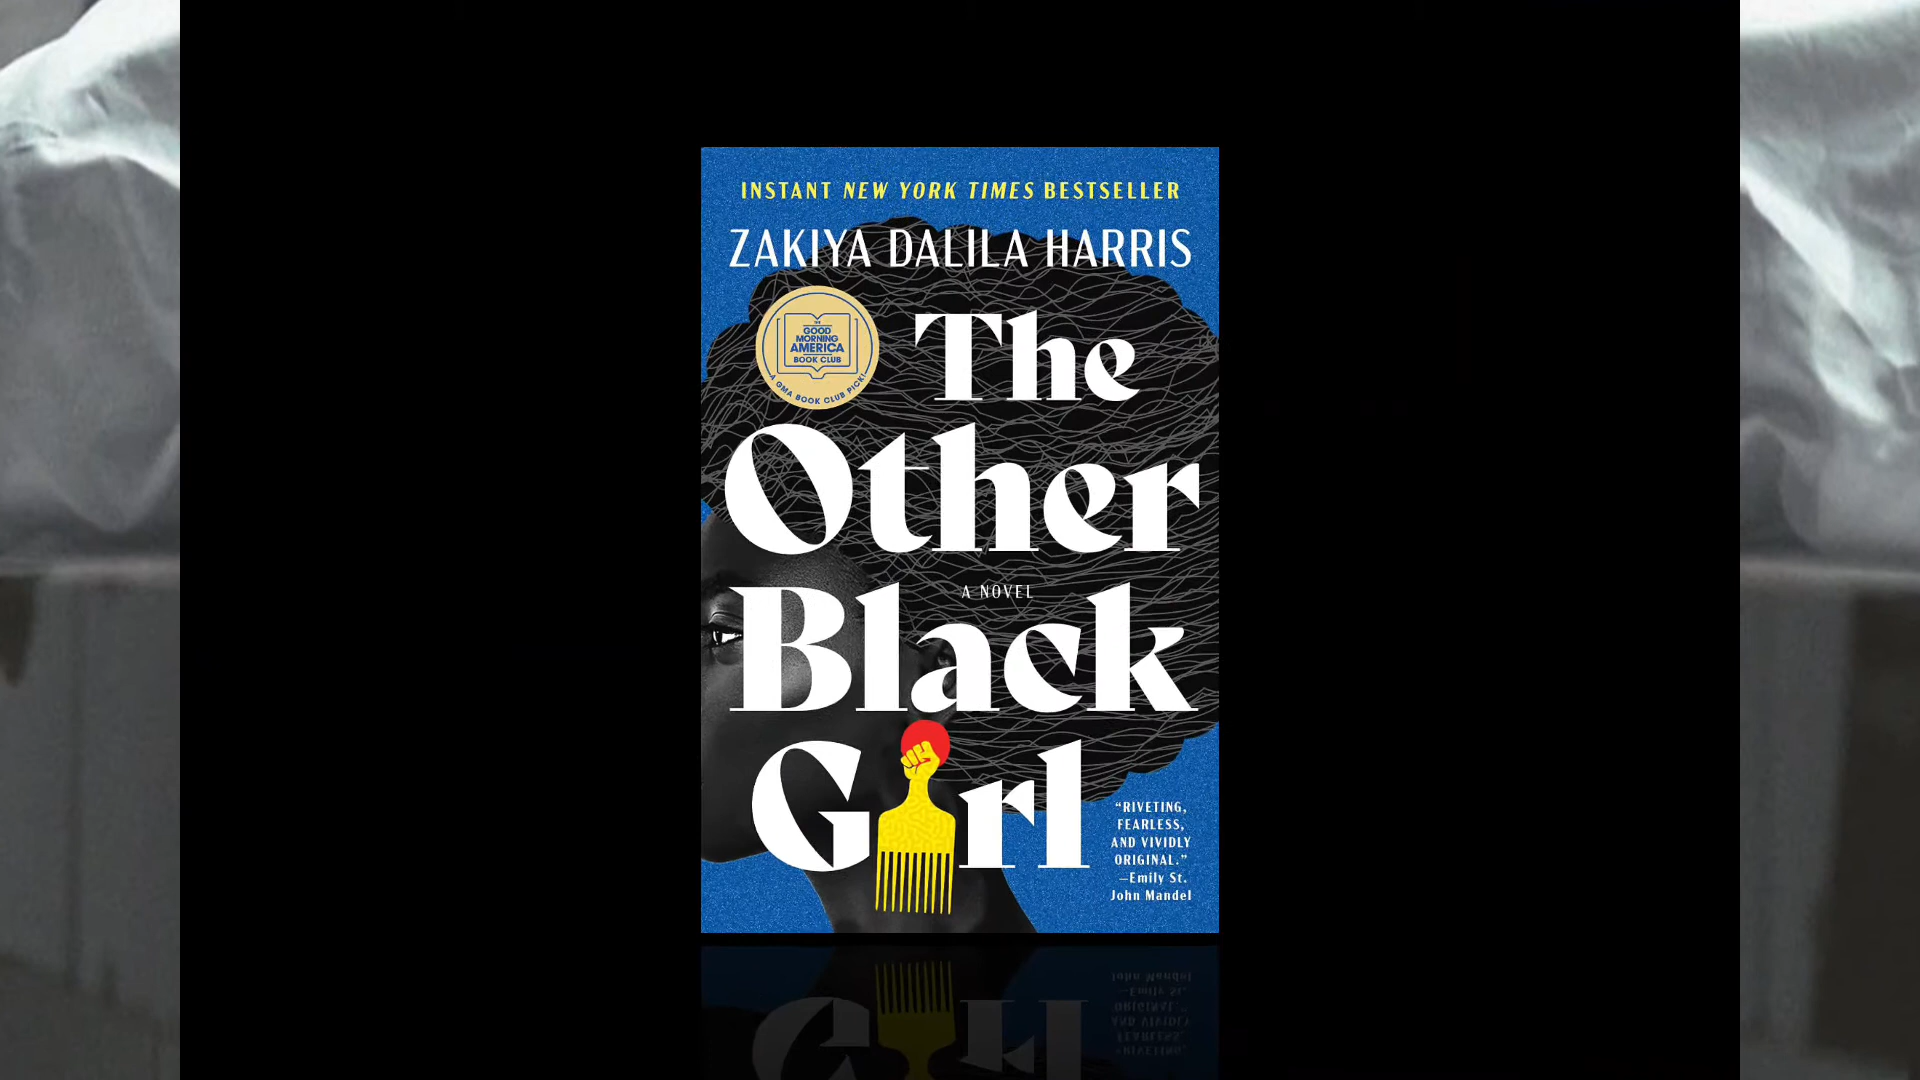 INSTANT NEW YORK TIMES BESTSELLER
ZAKIYA DALILA HARRIS
THE
GOOD
MORNING
AMERICA
BOOK CLUB
A GMA BOOK CLUB PICK!
The
Other
A NOVEL
Black
Girl
“RIVETING,
FEARLESS,
AND VIVIDLY
ORIGINAL.”
—Emily St.
John Mandel